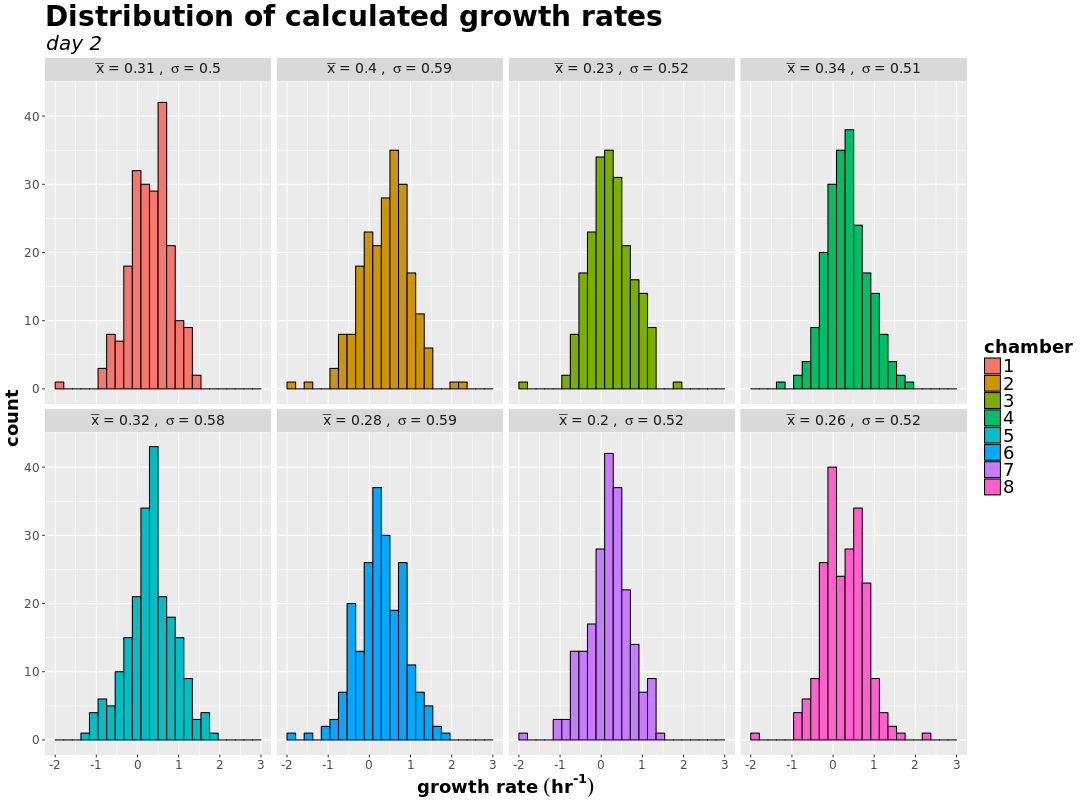 Distribution of calculated growth rates
day 2
x̅ = 0.31 , σ = 0.5
x̅ = 0.4 , σ = 0.59
x̅ = 0.23 , σ = 0.52
x̅ = 0.34 , σ = 0.51
40
30
20
10
0
count
x̅ = 0.32 , σ = 0.58
x̅ = 0.28 , σ = 0.59
x̅ = 0.2 , σ = 0.52
x̅ = 0.26 , σ = 0.52
40
30
20
10
0
-2 -1 0 1 2 3
-2 -1 0 1 2 3
-2 -1 0 1 2 3
-2 -1 0 1 2 3
growth rate (hr⁻¹)
chamber
1
2
3
4
5
6
7
8